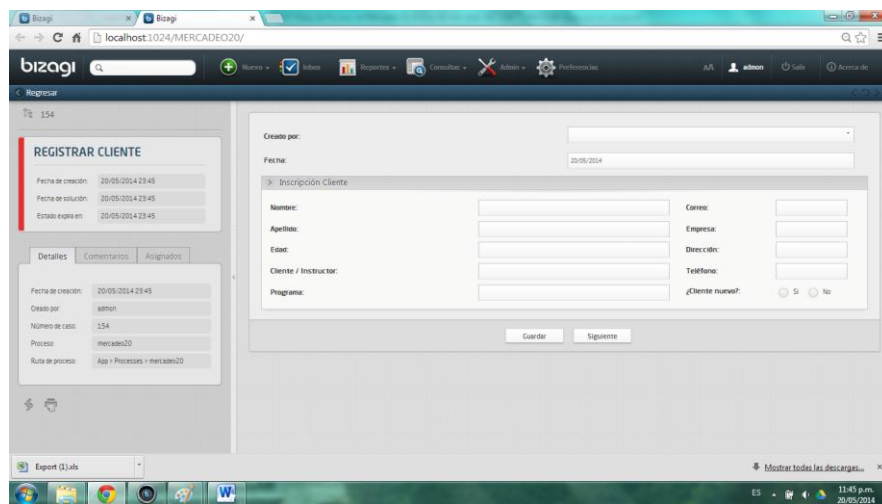 Bizagi
Bizagi
localhost:1024/MERCADEO20/
bizagi
Nuevo
Inbox
Reportes
Consultas
Admin
Preferencias
AA
admon
Salir
Acerca de
Regresar
154
REGISTRAR CLIENTE
Fecha de creación: 20/05/2014 23:45
Fecha de solución: 20/05/2014 23:45
Estado expira en: 20/05/2014 23:45
Detalles Comentarios Asignados
Fecha de creación: 20/05/2014 23:45
Creado por: admon
Número de caso: 154
Proceso: mercadeo20
Ruta de proceso: App > Processes > mercadeo20
Creado por:
Fecha: 20/05/2014
Inscripción Cliente
Nombre: Correo:
Apellido: Empresa:
Edad: Dirección:
Cliente / Instructor: Teléfono:
Programa: ¿Cliente nuevo?: Si No
Guardar Siguiente
Export (1).xls
Mostrar todas las descargas...
ES
11:45 p.m.
20/05/2014